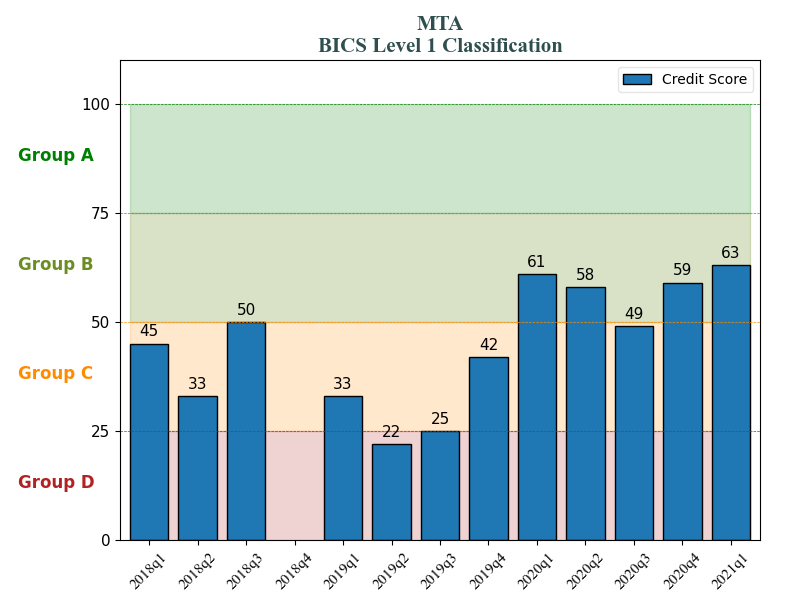 MTA
BICS Level 1 Classification
Credit Score
100
Group A
75
Group B
61
63
58
59
50
49
50
45
42
Group C
33
33
25
22
25
Group D
0
2018q1 2018q2 2018q3 2018q4 2019q1 2019q2 2019q3 2019q4 2020q1 2020q2 2020q3 2020q4 2021q1